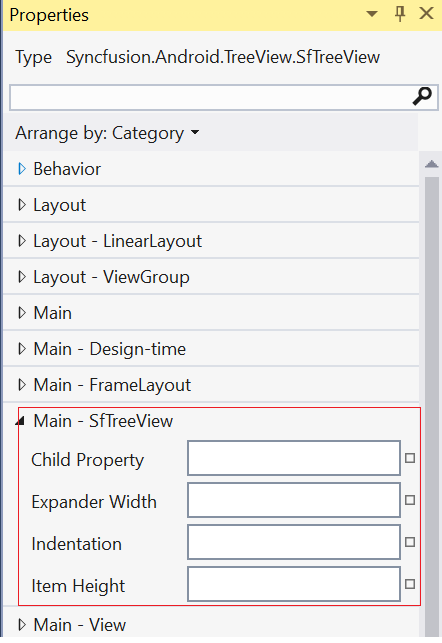 Properties
Type Syncfusion.Android.TreeView.SfTreeView
Arrange by: Category
Behavior
Layout
Layout - LinearLayout
Layout - ViewGroup
Main
Main - Design-time
Main - FrameLayout
Main - SfTreeView
Child Property
Expander Width
Indentation
Item Height
Main - View